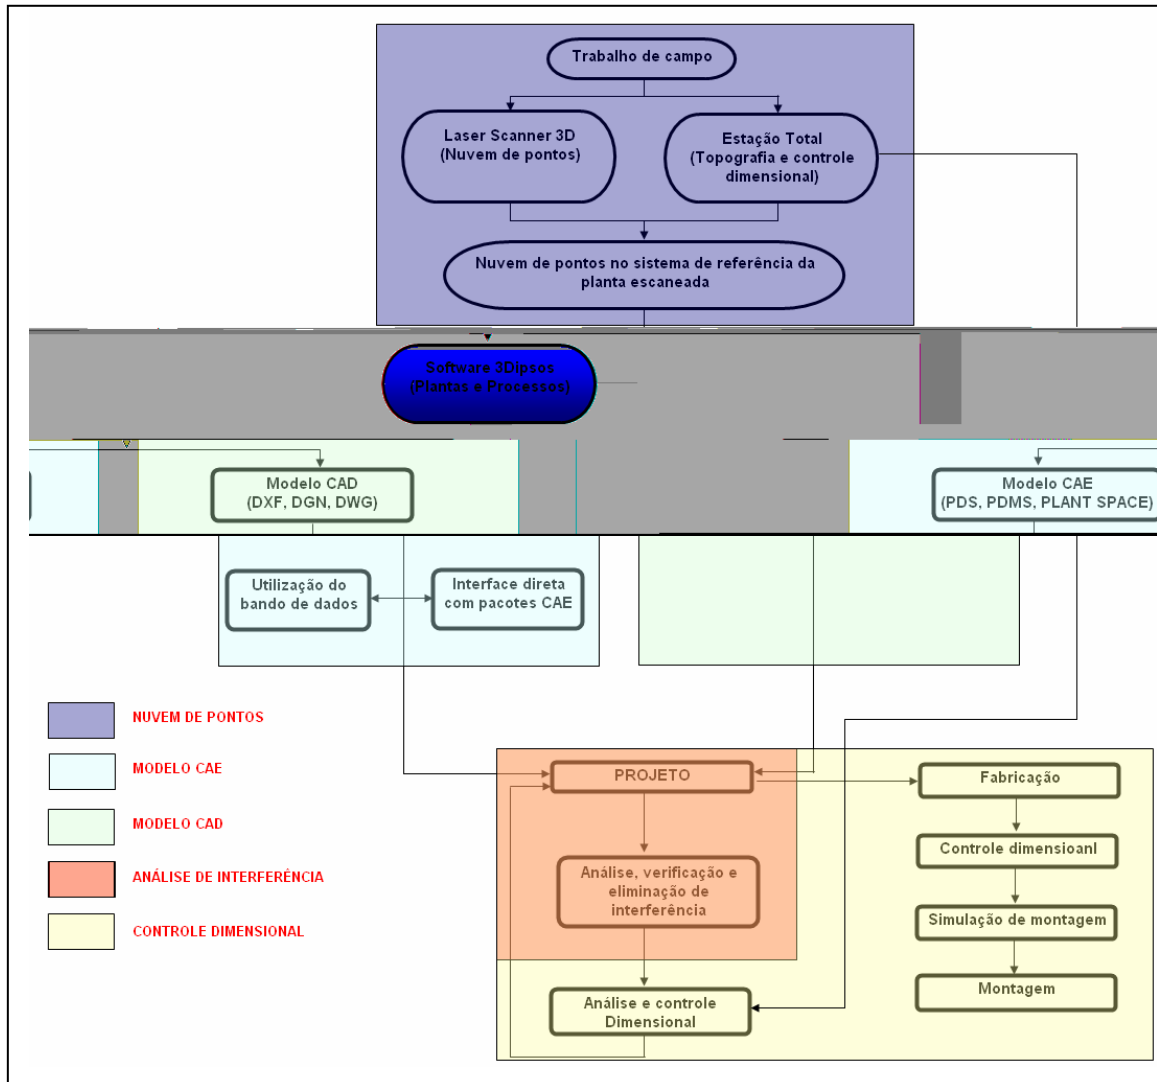 Trabalho de campo
Laser Scanner 3D
(Nuvem de pontos)
Estação Total
(Topografia e controle
dimensional)
Nuvem de pontos no sistema de referência da
planta escaneada
Software 3Dipsos
(Plantas e Processos)
Modelo CAD
(DXF, DGN, DWG)
Modelo CAE
(PDS, PDMS, PLANT SPACE)
Utilização do
bando de dados
Interface direta
com pacotes CAE
NUVEM DE PONTOS
MODELO CAE
MODELO CAD
ANÁLISE DE INTERFERÊNCIA
CONTROLE DIMENSIONAL
PROJETO
Análise, verificação e
eliminação de
interferência
Análise e controle
Dimensional
Fabricação
Controle dimensioanl
Simulação de montagem
Montagem